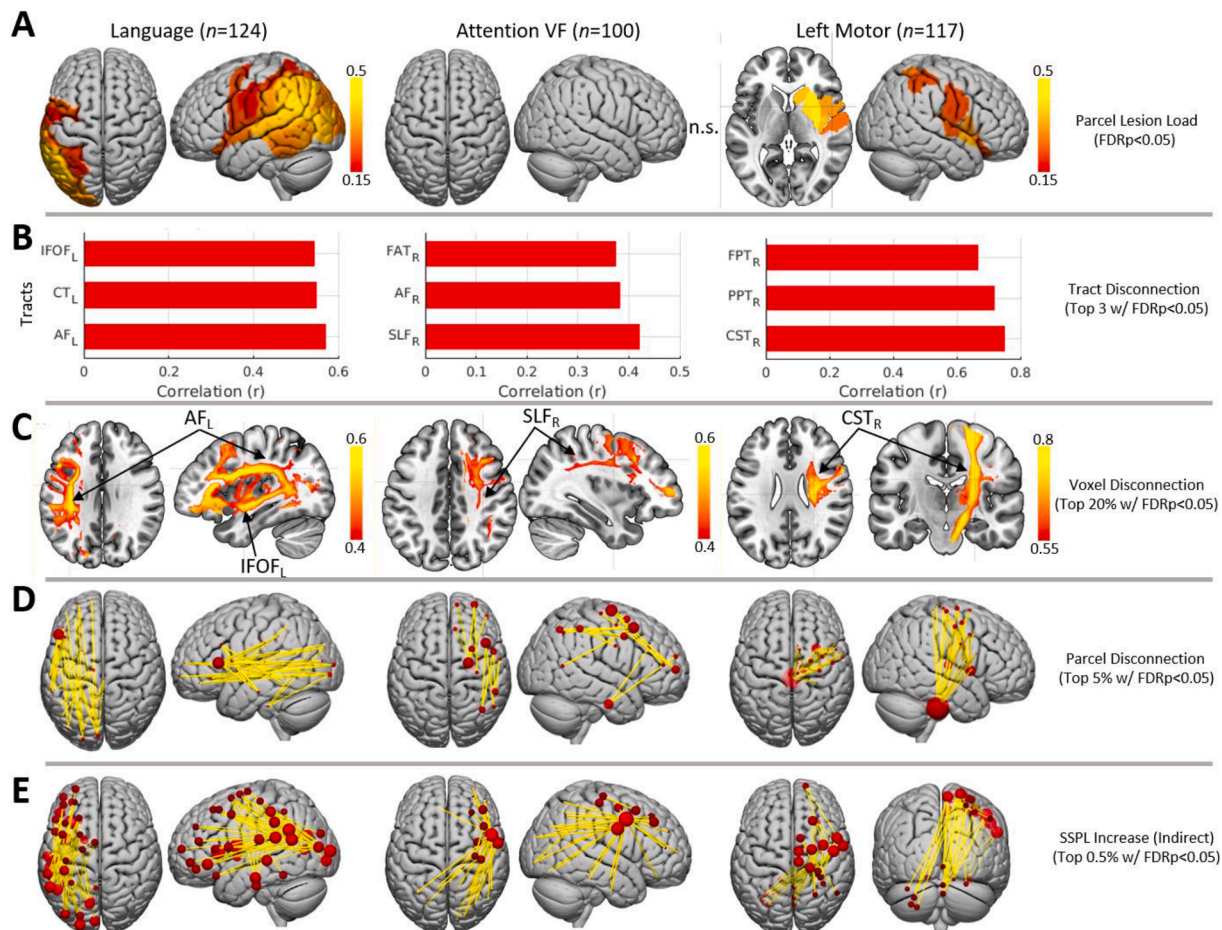 A
Language (n=124)
Attention VF (n=100)
Left Motor (n=117)
0.5
0.15
n.s.
0.5
0.15
Parcel Lesion Load
(FDRp<0.05)
B
Tracts
IFOFL
CTL
AFL
0 0.2 0.4 0.6
Correlation (r)
FATR
AFR
SLFR
0 0.1 0.2 0.3 0.4 0.5
Correlation (r)
FPTR
PPTR
CSTR
0 0.2 0.4 0.6 0.8
Correlation (r)
Tract Disconnection
(Top 3 w/ FDRp<0.05)
C
AFL
IFOFL
0.6
0.4
SLFR
0.6
0.4
CSTR
0.8
0.55
Voxel Disconnection
(Top 20% w/ FDRp<0.05)
D
Parcel Disconnection
(Top 5% w/ FDRp<0.05)
E
SSPL Increase (Indirect)
(Top 0.5% w/ FDRp<0.05)